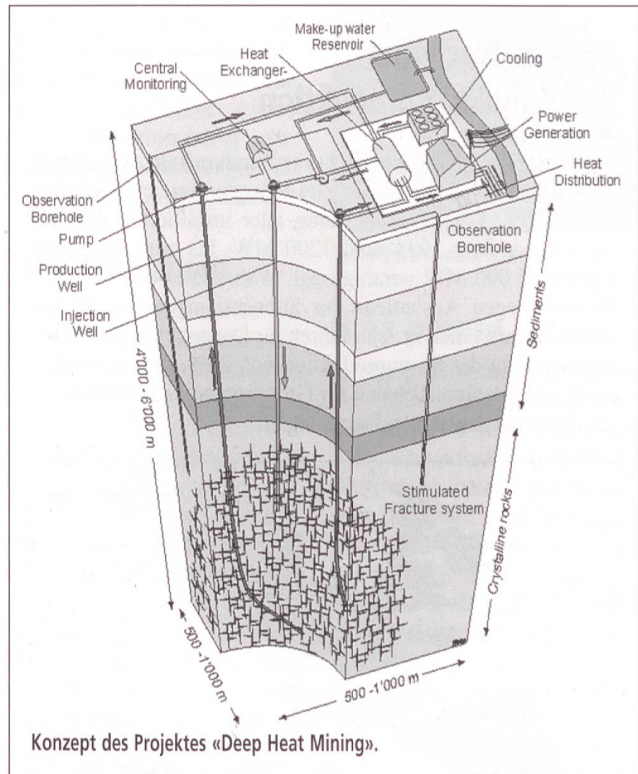 Make-up water
Reservoir
Heat
Exchanger-
Cooling
Central
Monitoring
Power
Generation
Heat
Distribution
Observation
Borehole
Pump
Production
Well
Injection
Well
Observation
Borehole
Sediments
4'000 - 6'000 m
Stimulated
Fracture system
Crystalline rocks
500 -1'000 m
500 -1'000 m
Konzept des Projektes «Deep Heat Mining».